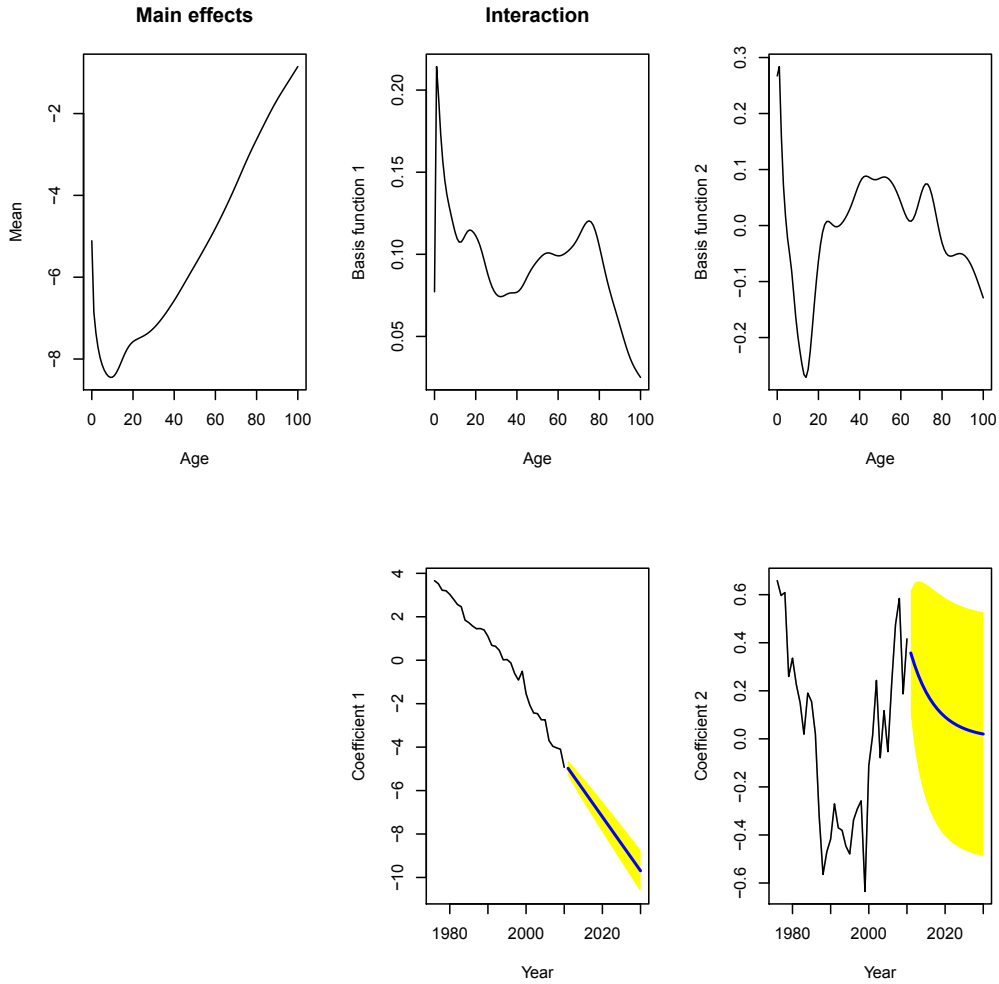 Main effects
Interaction
Mean
−8 −6 −4 −2
0 20 40 60 80 100
Age
Basis function 1
0.05 0.10 0.15 0.20
0 20 40 60 80 100
Age
Basis function 2
−0.2 −0.1 0.0 0.1 0.2 0.3
0 20 40 60 80 100
Age
Coefficient 1
−10 −8 −6 −4 −2 0 2 4
1980 2000 2020
Year
Coefficient 2
−0.6 −0.4 −0.2 0.0 0.2 0.4 0.6
1980 2000 2020
Year